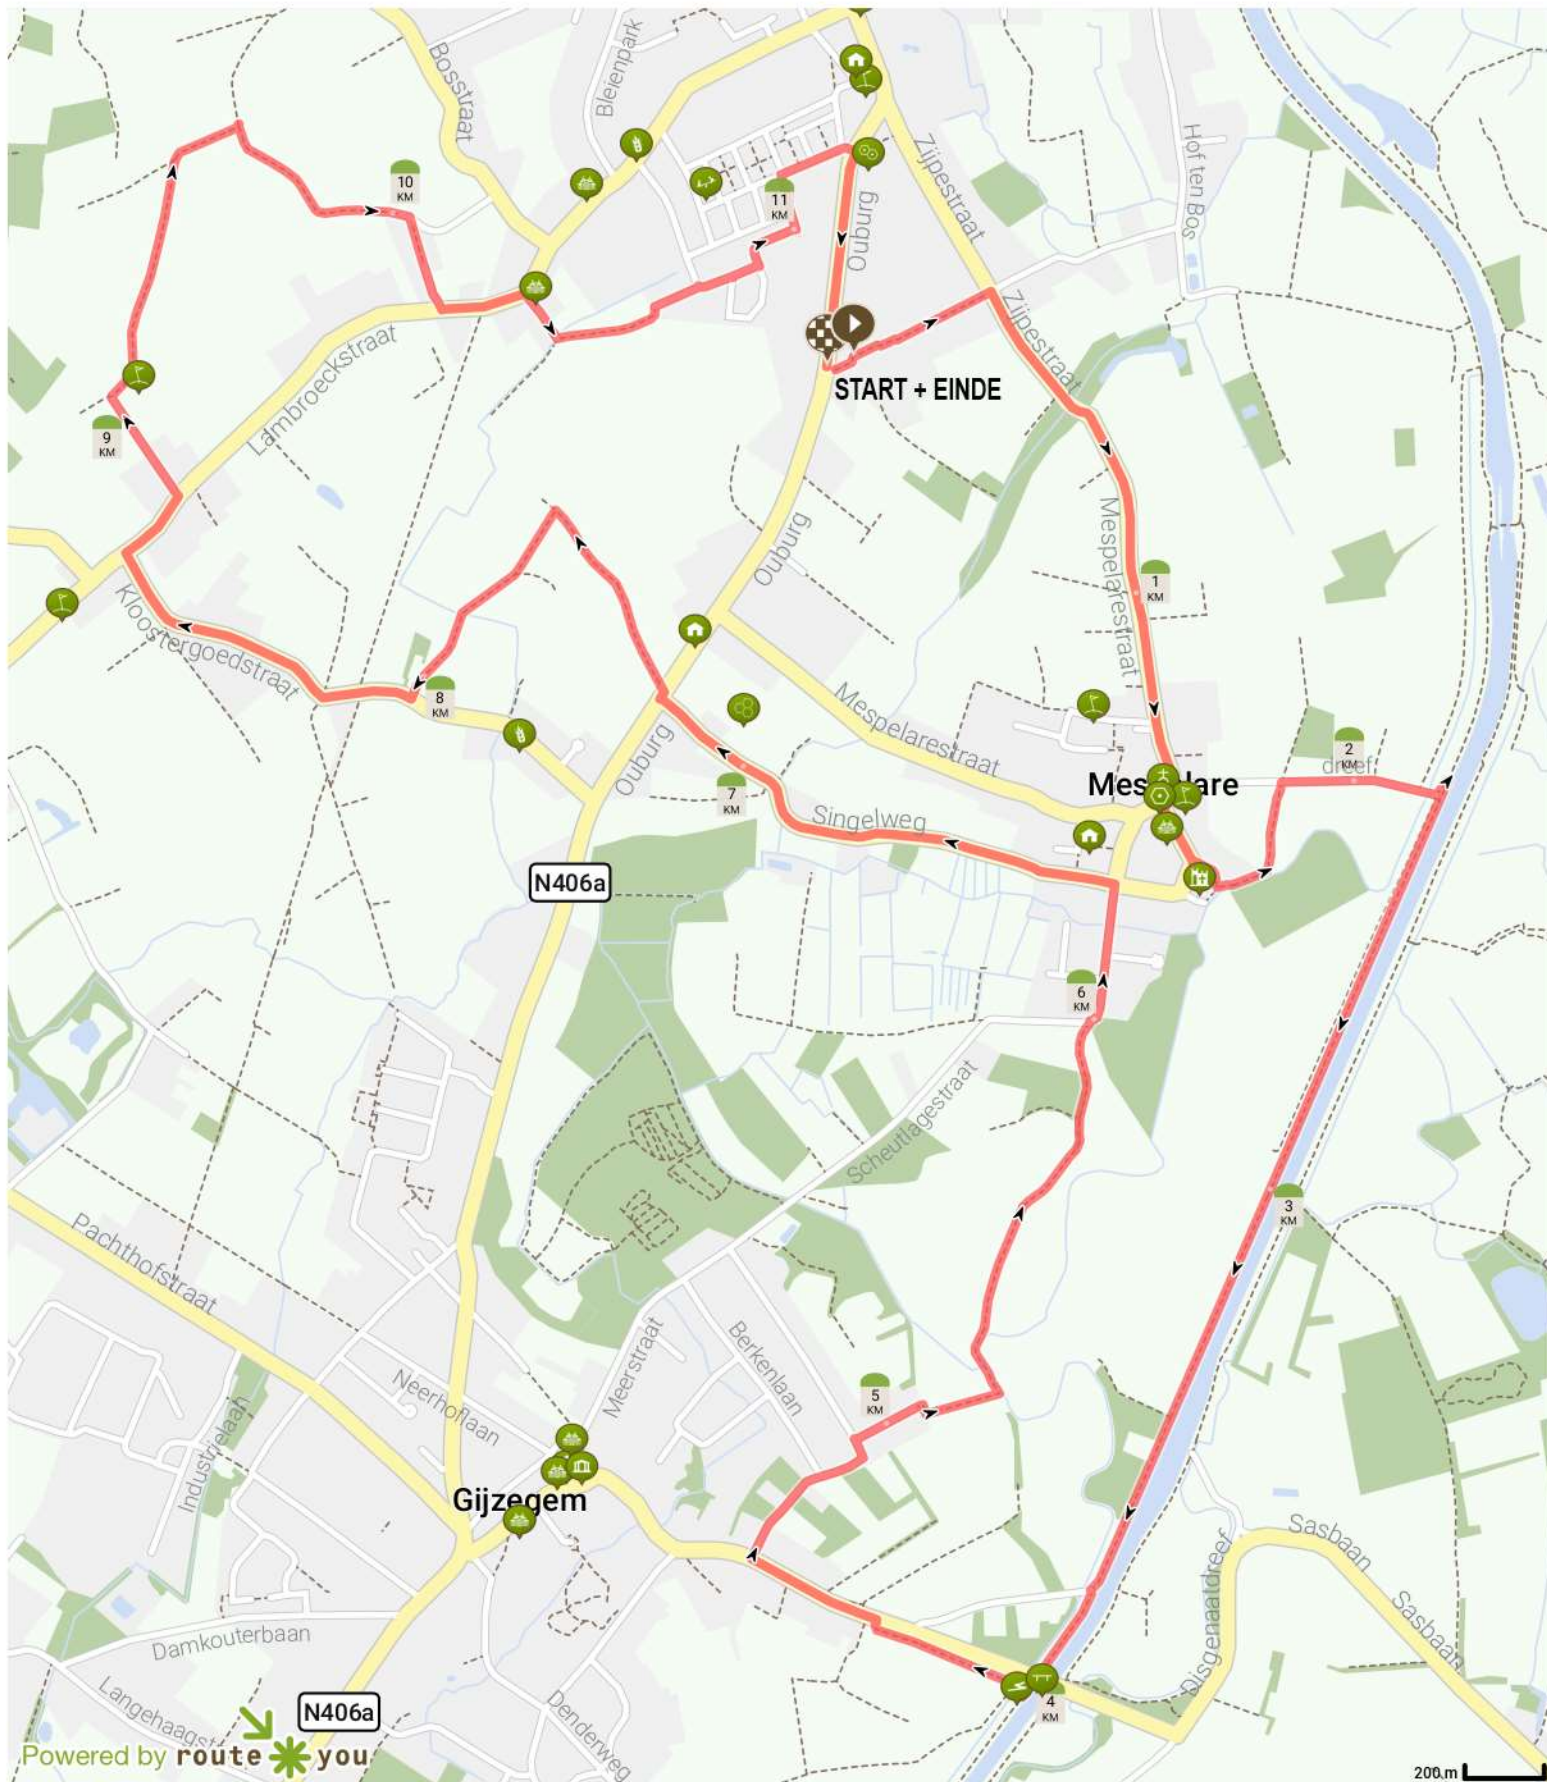 Bosstraat
Bleienpark
Zijpestraat
Hof ten Bos
10
KM
11
KM
Ouburg
Zijpestraat
START + EINDE
Lambroeckstraat
9
KM
Ouburg
Mespelarestraat
1
KM
Kloostergoedstraat
8
KM
Mespelarestraat
Ouburg
2
KM
dreef
7
KM
Singelweg
N406a
6
KM
Scheutlagestraat
3
KM
Pachthofstraat
Meerstraat
Berkenlaan
Neerhoflaan
5
KM
Industrielaan
Gijzegem
Sasbaan
Sasbaan
Disgenaatdreef
Damkouterbaan
4
KM
Denderweg
N406a
Powered by route you
200 m